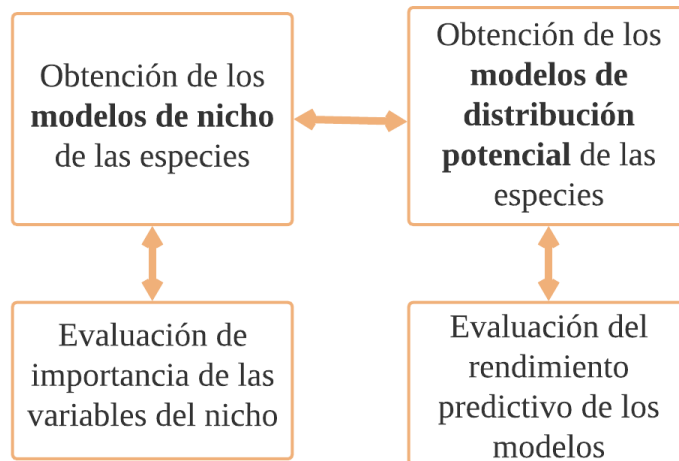 Obtención de los
modelos de nicho
de las especies
Obtención de los
modelos de
distribución
potencial de las
especies
Evaluación de
importancia de las
variables del nicho
Evaluación del
rendimiento
predictivo de los
modelos